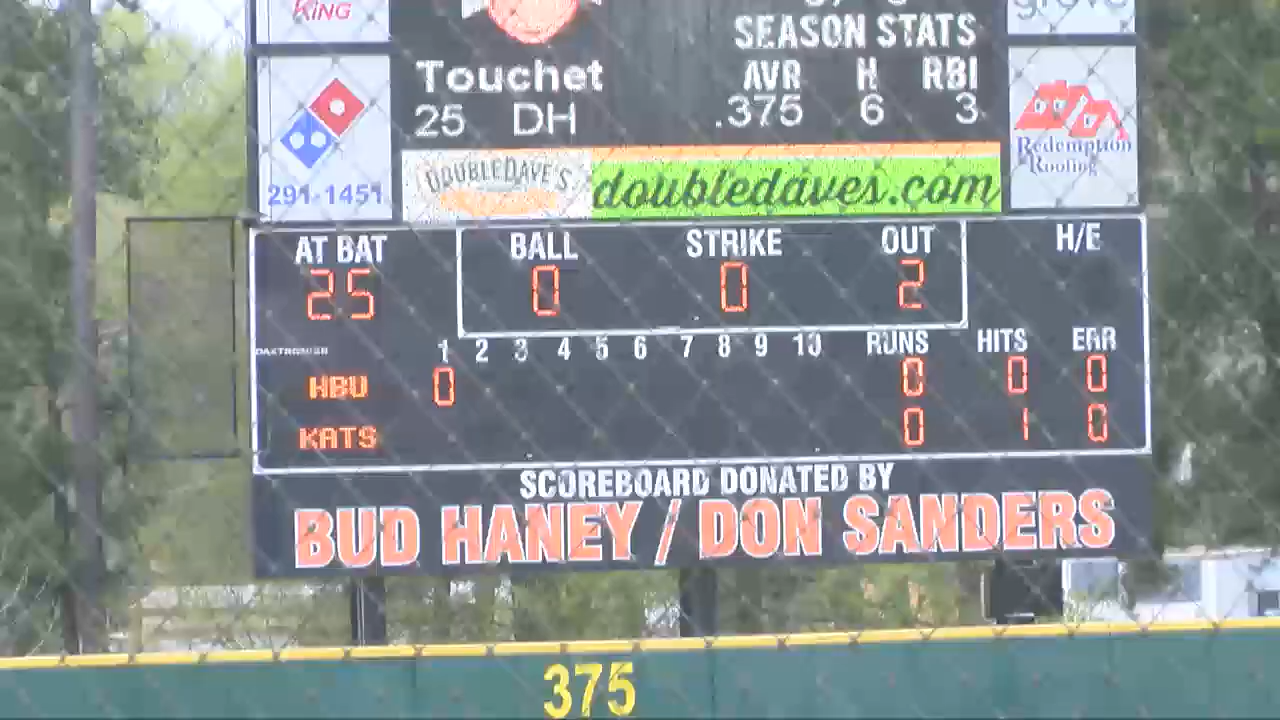 KING
SEASON STATS
Touchet AVR H RBI
25 DH .375 6 3
291-1451
DOUBLEDAVE'S
doubledaves.com
Redemption
Roofing
AT BAT BALL STRIKE OUT H/E
25 0 0 2
DAKTRONICS 1 2 3 4 5 6 7 8 9 10 RUNS HITS ERR
HBU 0 0 0 0
KATS 0 1 0
SCOREBOARD DONATED BY
BUD HANEY / DON SANDERS
375